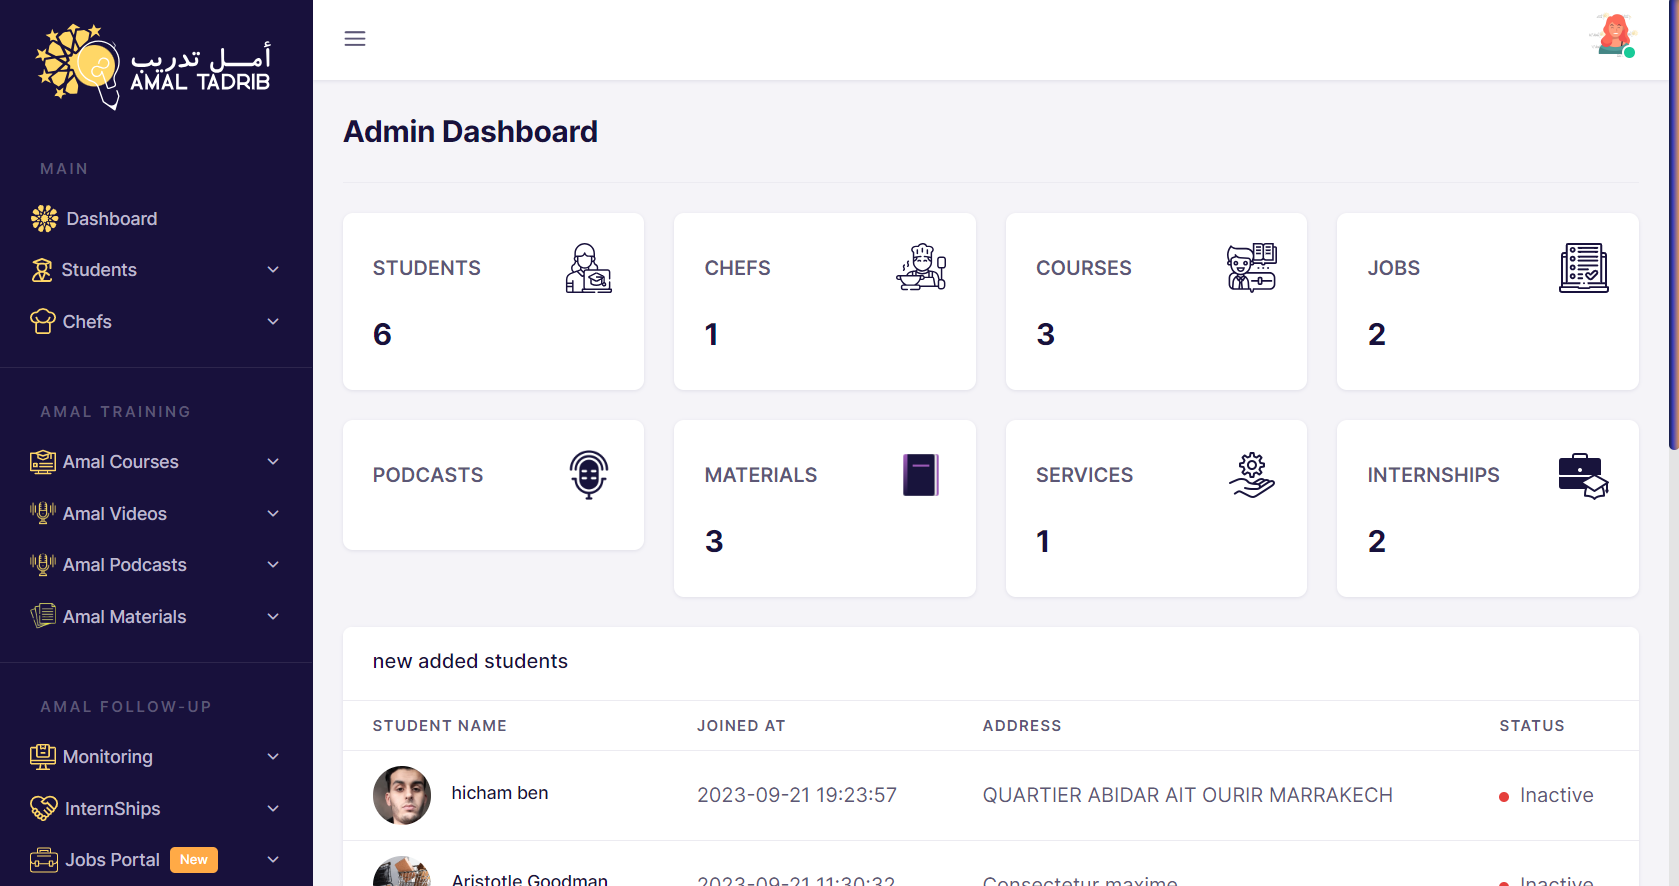 أمل تدريب
AMAL TADRIB
MAIN
Dashboard
Students
Chefs
AMAL TRAINING
Amal Courses
Amal Videos
Amal Podcasts
Amal Materials
AMAL FOLLOW-UP
Monitoring
InternShips
Jobs Portal New
Admin Dashboard
STUDENTS
6
CHEFS
1
COURSES
3
JOBS
2
PODCASTS
MATERIALS
3
SERVICES
1
INTERNSHIPS
2
new added students
STUDENT NAME JOINED AT ADDRESS STATUS
hicham ben 2023-09-21 19:23:57 QUARTIER ABIDAR AIT OURIR MARRAKECH Inactive
Aristotle Goodman 2023-09-21 11:30:32 Consectetur maxime Inactive